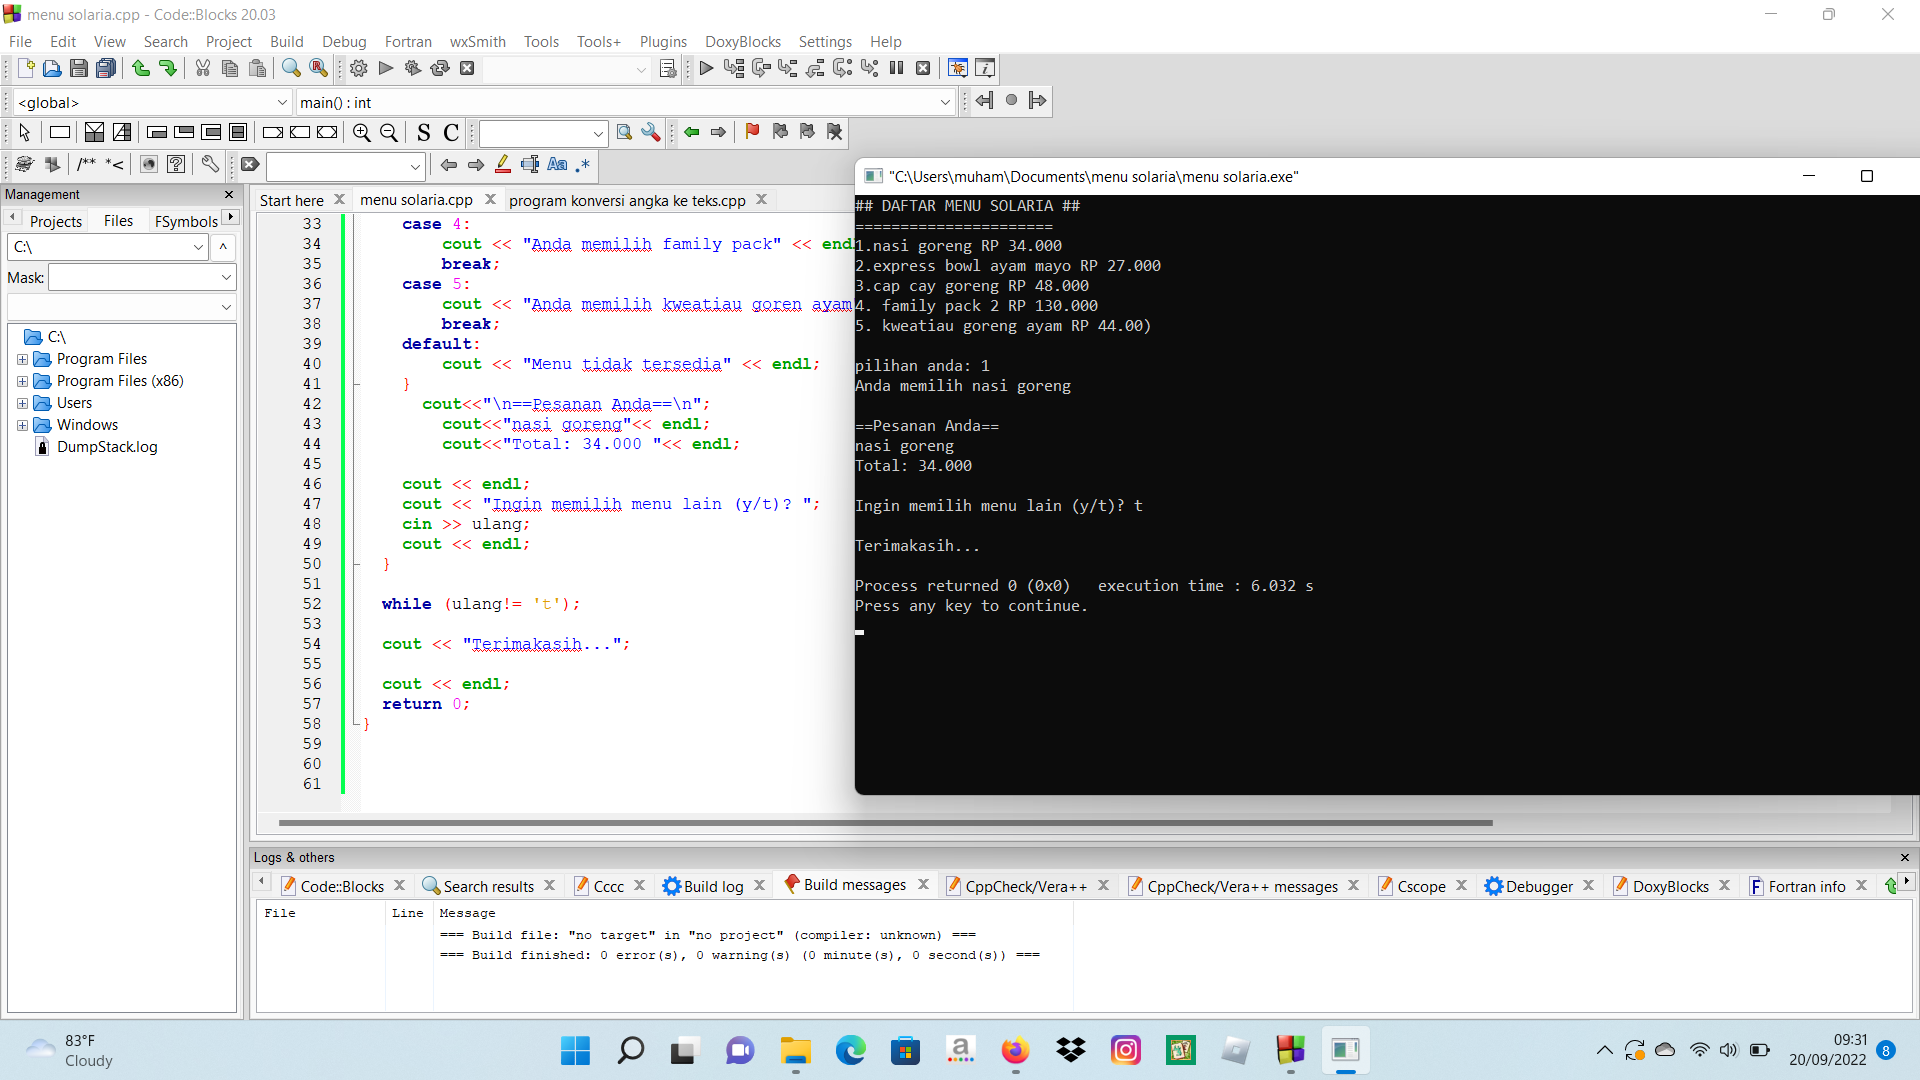 menu solaria.cpp - Code::Blocks 20.03
File Edit View Search Project Build Debug Fortran wxSmith Tools Tools+ Plugins DoxyBlocks Settings Help
<global> main() : int
S C
/** *< Aa .*
Management
Projects Files FSymbols
C:\
Mask:
C:\
Program Files
Program Files (x86)
Users
Windows
DumpStack.log
Start here menu solaria.cpp program konversi angka ke teks.cpp
33 case 4:
34 cout << "Anda memilih family pack" << endl
35 break;
36 case 5:
37 cout << "Anda memilih kweatiau goren ayam
38 break;
39 default:
40 cout << "Menu tidak tersedia" << endl;
41 }
42 cout<<"\n==Pesanan Anda==\n";
43 cout<<"nasi goreng"<< endl;
44 cout<<"Total: 34.000 "<< endl;
45
46 cout << endl;
47 cout << "Ingin memilih menu lain (y/t)? ";
48 cin >> ulang;
49 cout << endl;
50 }
51
52 while (ulang!= 't');
53
54 cout << "Terimakasih...";
55
56 cout << endl;
57 return 0;
58 }
59
60
61
"C:\Users\muham\Documents\menu solaria\menu solaria.exe"
## DAFTAR MENU SOLARIA ##
======================
1.nasi goreng RP 34.000
2.express bowl ayam mayo RP 27.000
3.cap cay goreng RP 48.000
4. family pack 2 RP 130.000
5. kweatiau goreng ayam RP 44.00)
pilihan anda: 1
Anda memilih nasi goreng
==Pesanan Anda==
nasi goreng
Total: 34.000
Ingin memilih menu lain (y/t)? t
Terimakasih...
Process returned 0 (0x0)   execution time : 6.032 s
Press any key to continue.
Logs & others
Code::Blocks Search results Cccc Build log Build messages CppCheck/Vera++ CppCheck/Vera++ messages Cscope Debugger DoxyBlocks Fortran info
File Line Message
=== Build file: "no target" in "no project" (compiler: unknown) ===
=== Build finished: 0 error(s), 0 warning(s) (0 minute(s), 0 second(s)) ===
83°F
Cloudy
09:31
20/09/2022 8